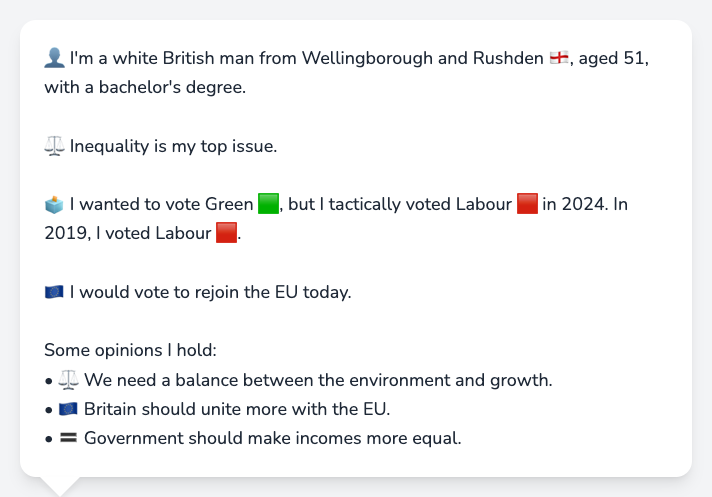 👤 I'm a white British man from Wellingborough and Rushden 🏴󠁧󠁢󠁥󠁮󠁧󠁿, aged 51,
with a bachelor's degree.
⚖️ Inequality is my top issue.
🗳️ I wanted to vote Green 🟩, but I tactically voted Labour 🟥 in 2024. In
2019, I voted Labour 🟥.
🇪🇺 I would vote to rejoin the EU today.
Some opinions I hold:
• ⚖️ We need a balance between the environment and growth.
• 🇪🇺 Britain should unite more with the EU.
• 🟰 Government should make incomes more equal.